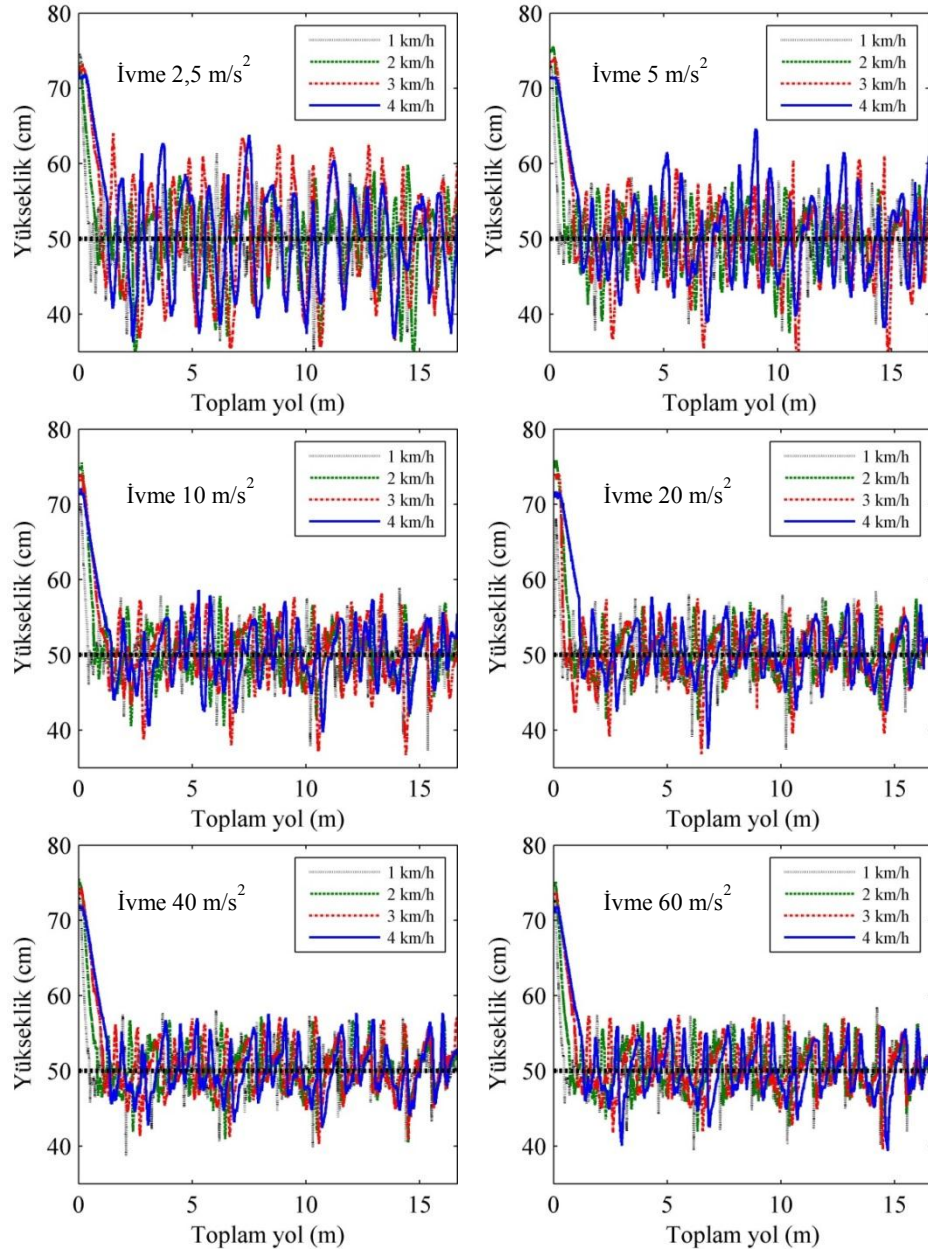 80
70
60
50
40
Yükseklik (cm)
İvme 2,5 m/s²
1 km/h
2 km/h
3 km/h
4 km/h
0 5 10 15
Toplam yol (m)
80
70
60
50
40
Yükseklik (cm)
İvme 5 m/s²
1 km/h
2 km/h
3 km/h
4 km/h
0 5 10 15
Toplam yol (m)
80
70
60
50
40
Yükseklik (cm)
İvme 10 m/s²
1 km/h
2 km/h
3 km/h
4 km/h
0 5 10 15
Toplam yol (m)
80
70
60
50
40
Yükseklik (cm)
İvme 20 m/s²
1 km/h
2 km/h
3 km/h
4 km/h
0 5 10 15
Toplam yol (m)
80
70
60
50
40
Yükseklik (cm)
İvme 40 m/s²
1 km/h
2 km/h
3 km/h
4 km/h
0 5 10 15
Toplam yol (m)
80
70
60
50
40
Yükseklik (cm)
İvme 60 m/s²
1 km/h
2 km/h
3 km/h
4 km/h
0 5 10 15
Toplam yol (m)